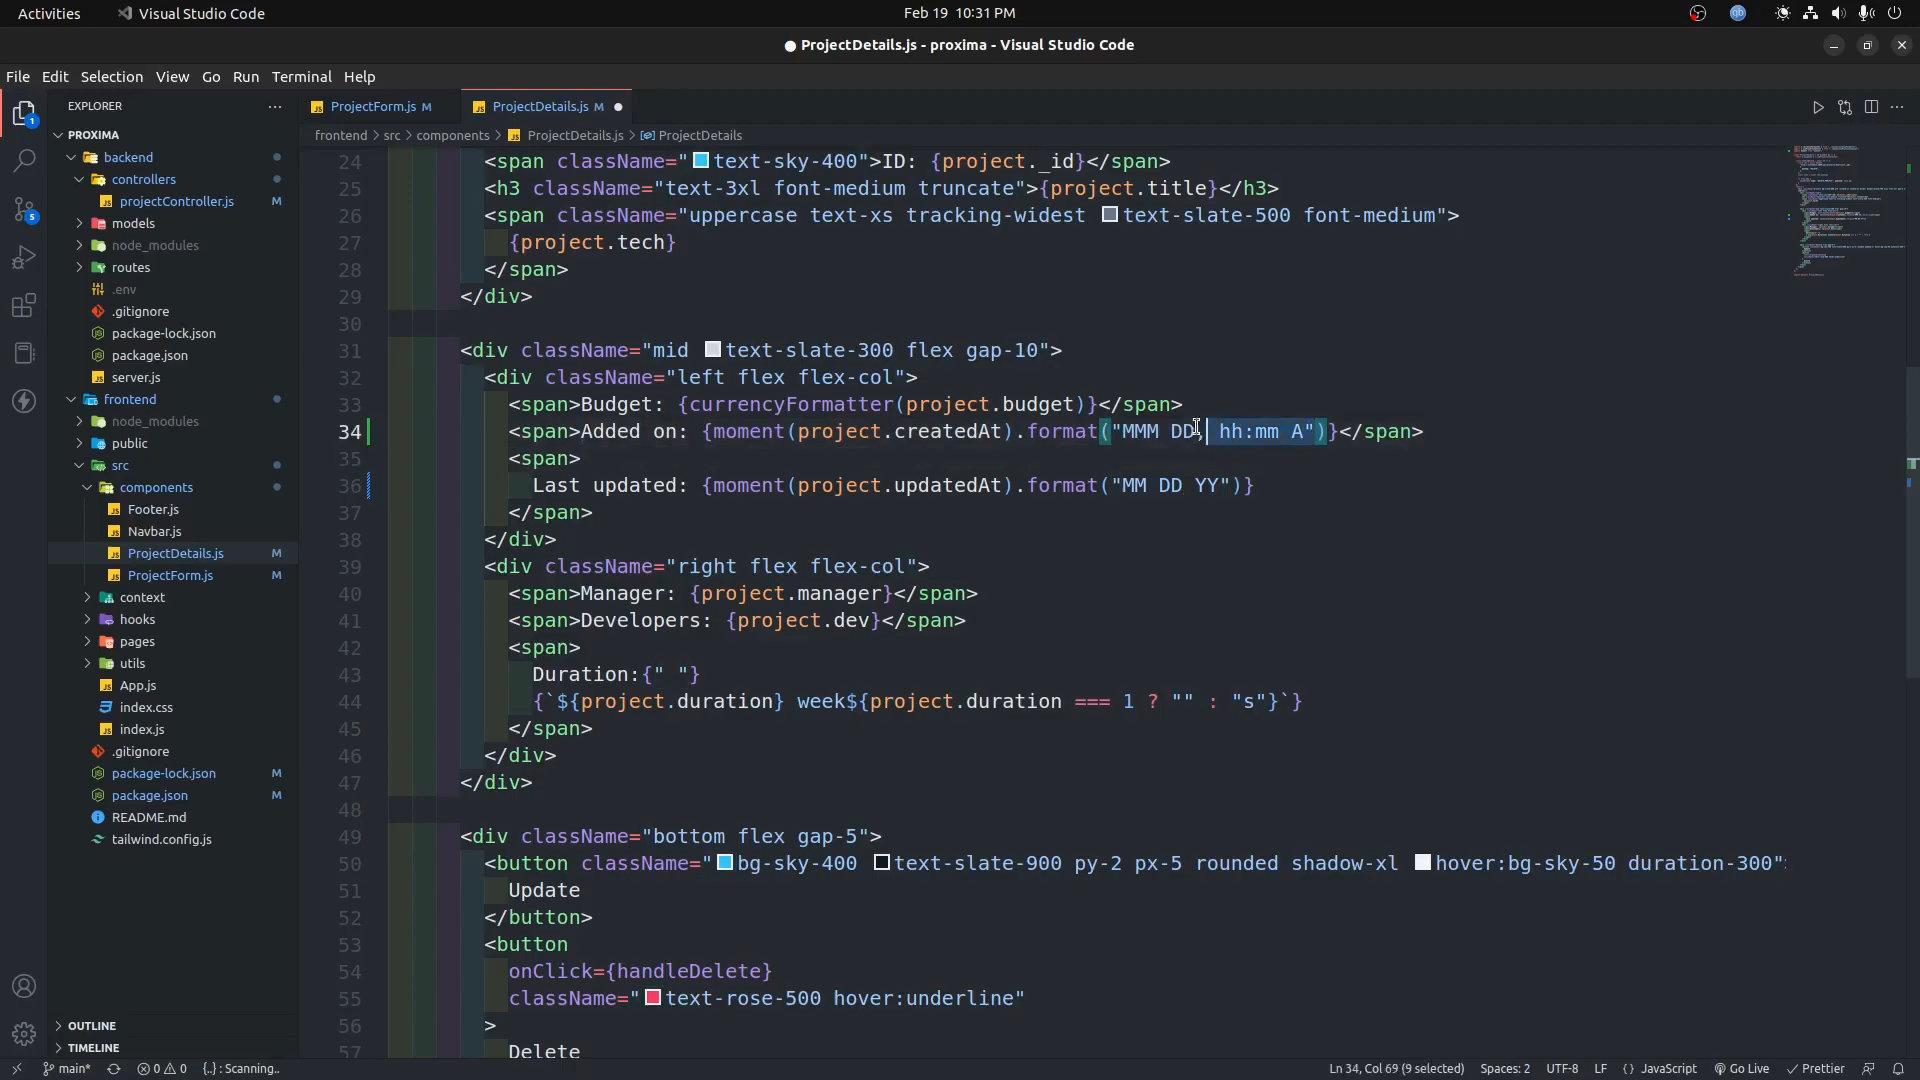 Activities
Visual Studio Code
Feb 19 10:31 PM
qb
● ProjectDetails.js - proxima - Visual Studio Code
File Edit Selection View Go Run Terminal Help
EXPLORER
PROXIMA
backend
controllers
projectController.js M
models
node_modules
routes
.env
.gitignore
package-lock.json
package.json
server.js
frontend
node_modules
public
src
components
Footer.js
Navbar.js
ProjectDetails.js M
ProjectForm.js M
context
hooks
pages
utils
App.js
index.css
index.js
.gitignore
package-lock.json M
package.json M
README.md
tailwind.config.js
OUTLINE
TIMELINE
1
5
JS ProjectForm.js M
JS ProjectDetails.js M ●
frontend > src > components > JS ProjectDetails.js > ProjectDetails
24 <span className="text-sky-400">ID: {project._id}</span>
25 <h3 className="text-3xl font-medium truncate">{project.title}</h3>
26 <span className="uppercase text-xs tracking-widest text-slate-500 font-medium">
27 {project.tech}
28 </span>
29 </div>
30
31 <div className="mid text-slate-300 flex gap-10">
32 <div className="left flex flex-col">
33 <span>Budget: {currencyFormatter(project.budget)}</span>
34 <span>Added on: {moment(project.createdAt).format("MMM DD, hh:mm A")}</span>
35 <span>
36 Last updated: {moment(project.updatedAt).format("MM DD YY")}
37 </span>
38 </div>
39 <div className="right flex flex-col">
40 <span>Manager: {project.manager}</span>
41 <span>Developers: {project.dev}</span>
42 <span>
43 Duration:{" "}
44 {`${project.duration} week${project.duration === 1 ? "" : "s"}`}
45 </span>
46 </div>
47 </div>
48
49 <div className="bottom flex gap-5">
50 <button className="bg-sky-400 text-slate-900 py-2 px-5 rounded shadow-xl hover:bg-sky-50 duration-300"
51 Update
52 </button>
53 <button
54 onClick={handleDelete}
55 className="text-rose-500 hover:underline"
56 >
57 Delete
main* 0 0 {..} : Scanning.. Ln 34, Col 69 (9 selected) Spaces: 2 UTF-8 LF {} JavaScript Go Live Prettier